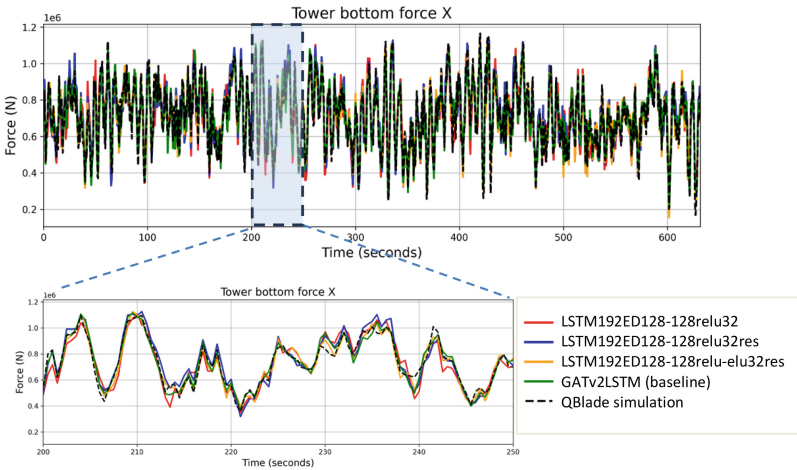 Tower bottom force X
1e6
1.2
1.0
0.8
0.6
0.4
0.2
Force (N)
0 100 200 300 400 500 600
Time (seconds)
Tower bottom force X
1e6
1.2
1.0
0.8
0.6
0.4
0.2
Force (N)
200 210 220 230 240 250
Time (seconds)
LSTM192ED128-128relu32
LSTM192ED128-128relu32res
LSTM192ED128-128relu-elu32res
GATv2LSTM (baseline)
QBlade simulation